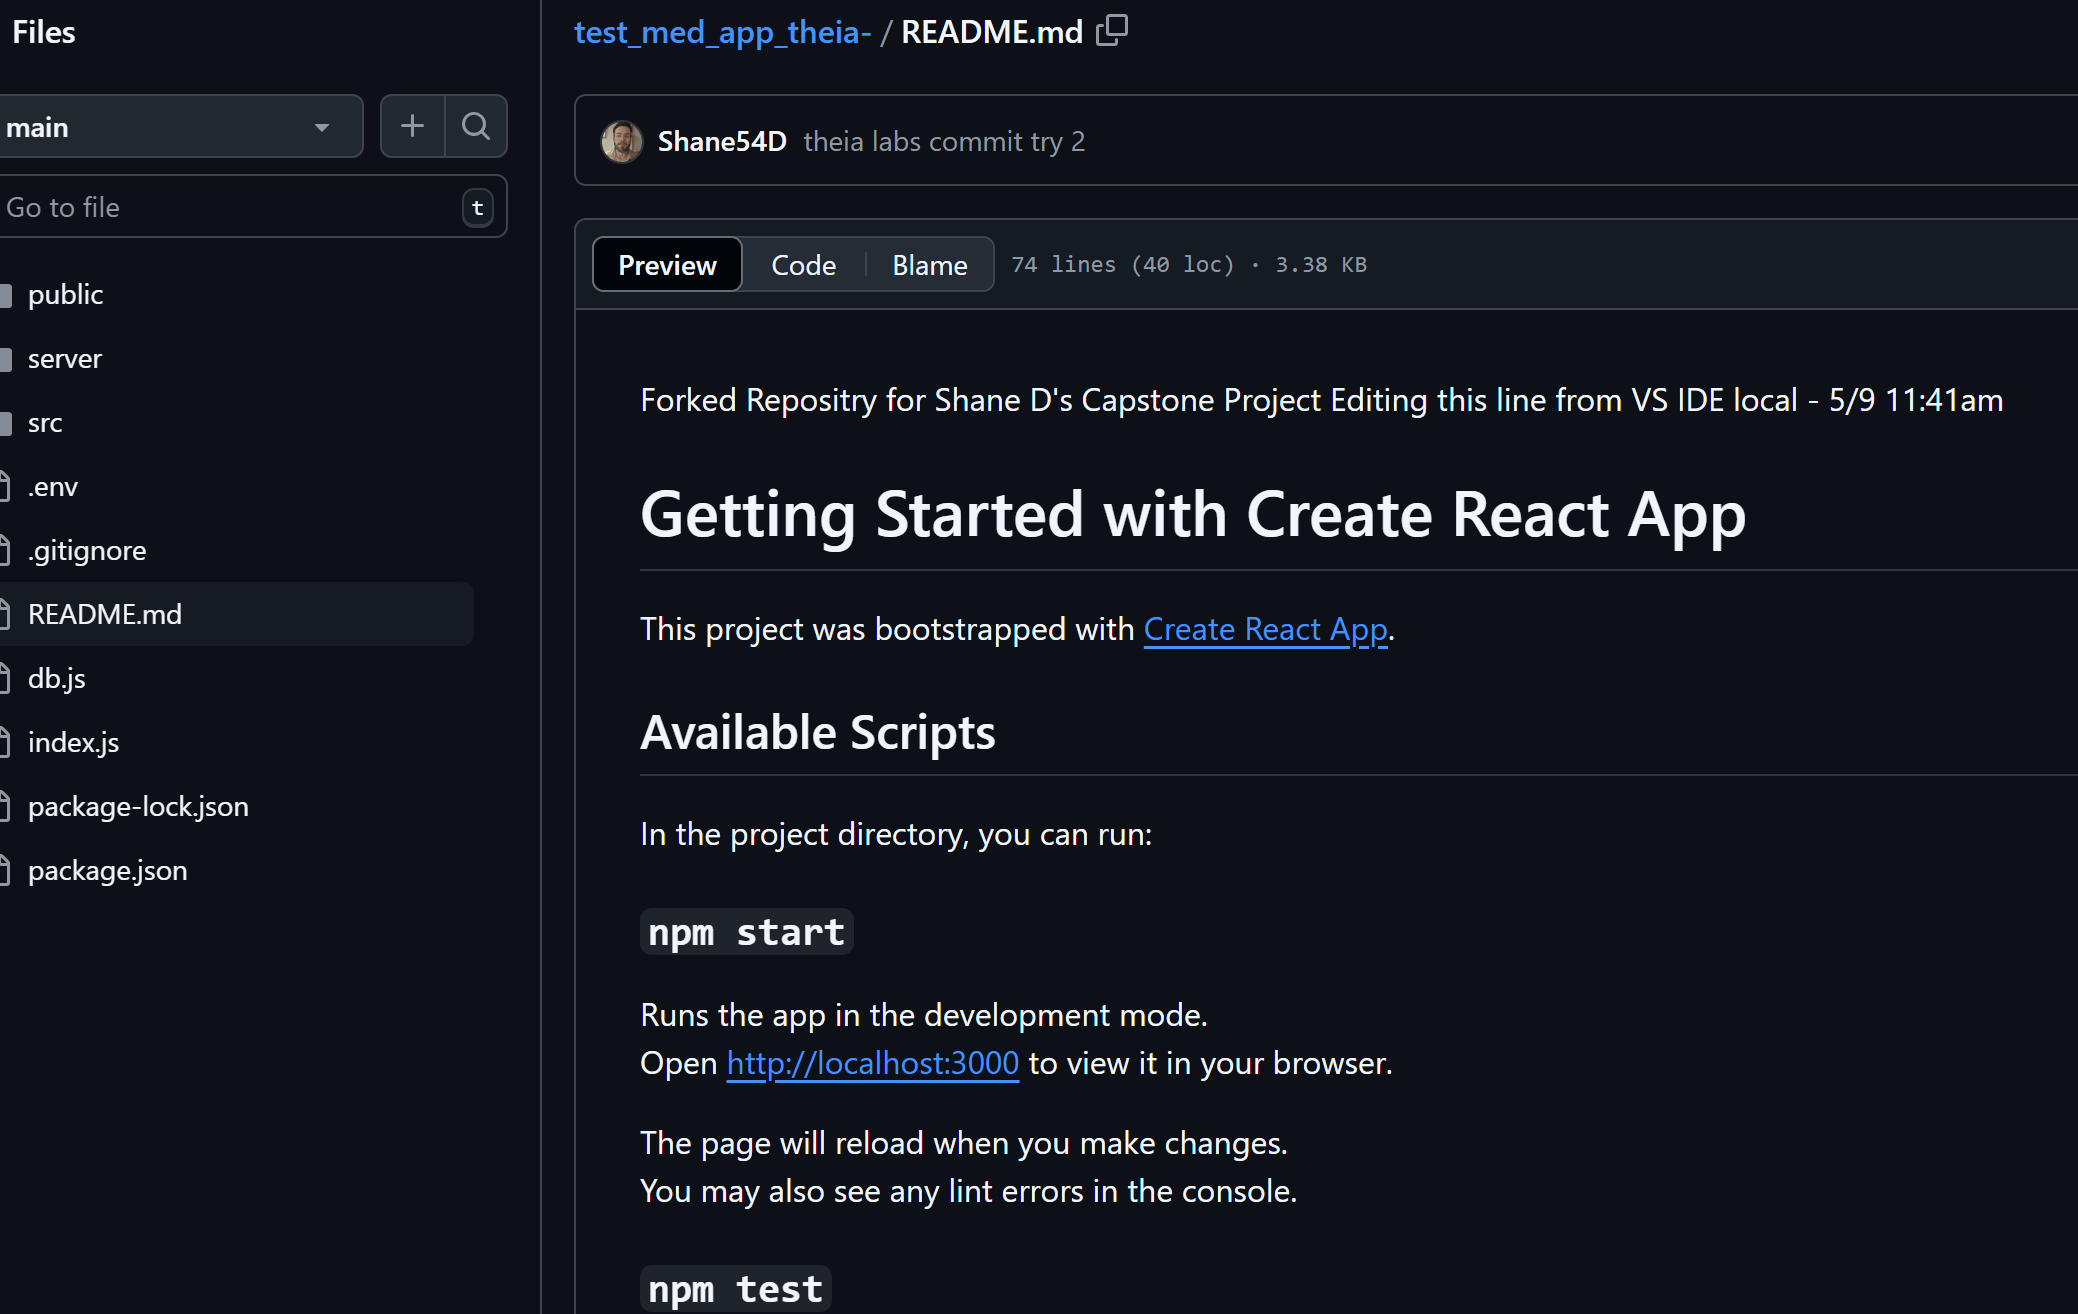 Files
main
Go to file
t
public
server
src
.env
.gitignore
README.md
db.js
index.js
package-lock.json
package.json
test_med_app_theia- / README.md
Shane54D theia labs commit try 2
Preview Code Blame 74 lines (40 loc) · 3.38 KB
Forked Repositry for Shane D's Capstone Project Editing this line from VS IDE local - 5/9 11:41am
Getting Started with Create React App
This project was bootstrapped with Create React App.
Available Scripts
In the project directory, you can run:
npm start
Runs the app in the development mode.
Open http://localhost:3000 to view it in your browser.
The page will reload when you make changes.
You may also see any lint errors in the console.
npm test